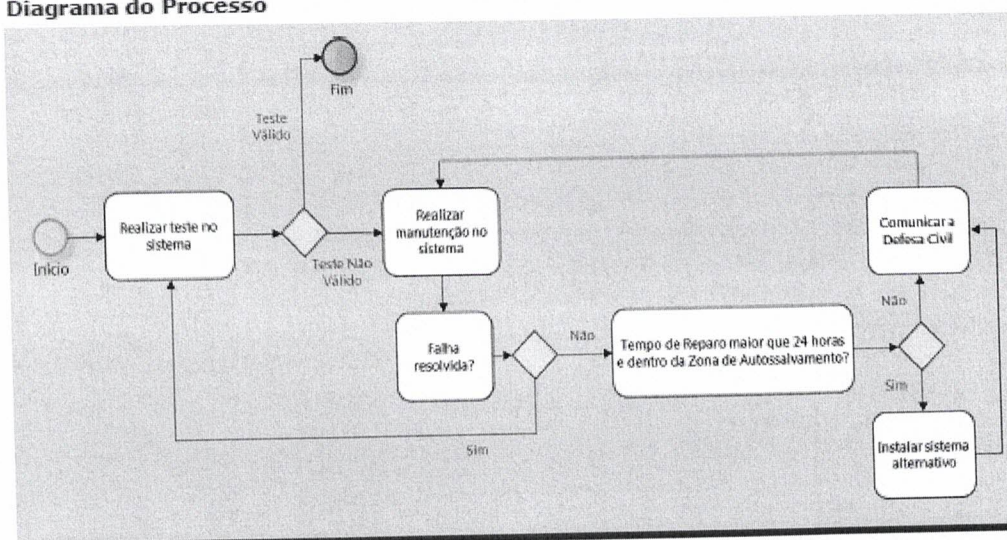 Diagrama do Processo
Fim
Teste
Válido
Início
Realizar teste no
sistema
Teste Não
Válido
Realizar
manutenção no
sistema
Falha
resolvida?
Não
Sim
Tempo de Reparo maior que 24 horas
e dentro da Zona de Autossalvamento?
Comunicar a
Defesa Civil
Não
Sim
Instalar sistema
alternativo